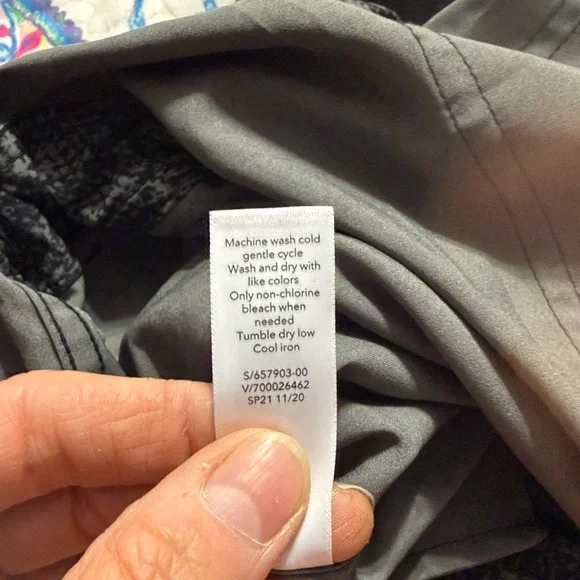 Machine wash cold
gentle cycle
Wash and dry with
like colors
Only non-chlorine
bleach when
needed
Tumble dry low
Cool iron
S/657903-00
V/700026462
SP21 11/20